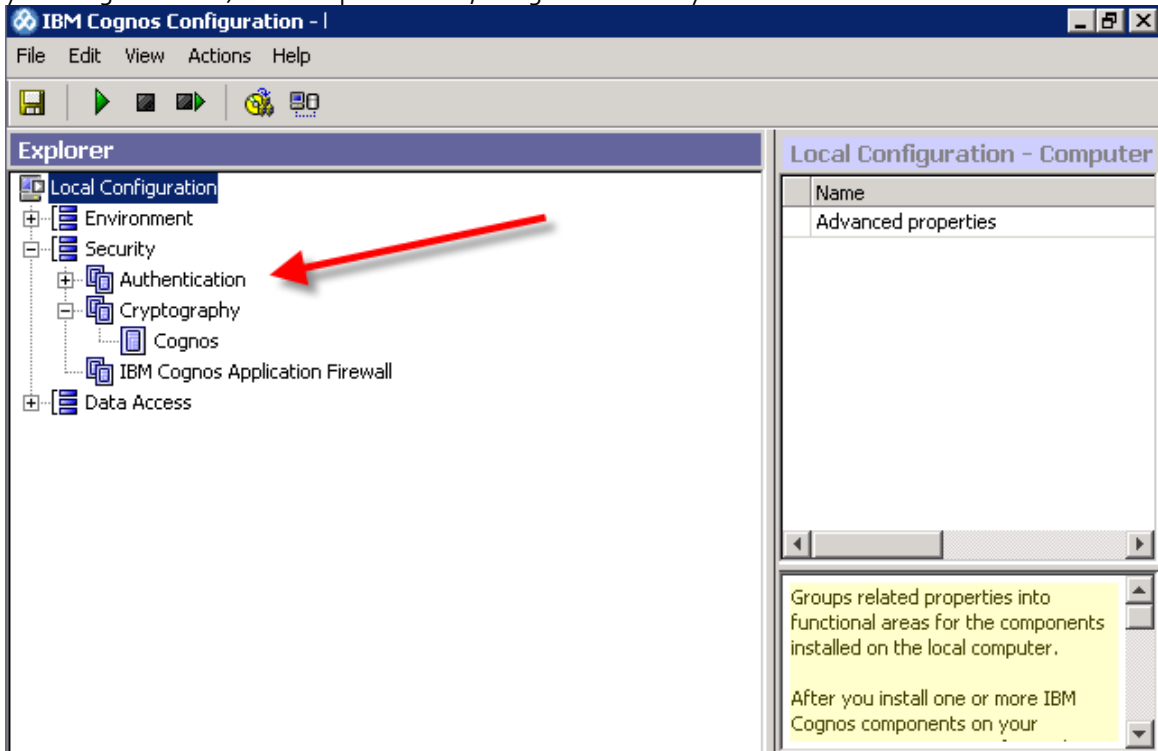 IBM Cognos Configuration -
File Edit View Actions Help
Explorer
Local Configuration
Environment
Security
Authentication
Cryptography
Cognos
IBM Cognos Application Firewall
Data Access
Local Configuration - Computer
Name
Advanced properties
Groups related properties into
functional areas for the components
installed on the local computer.
After you install one or more IBM
Cognos components on your